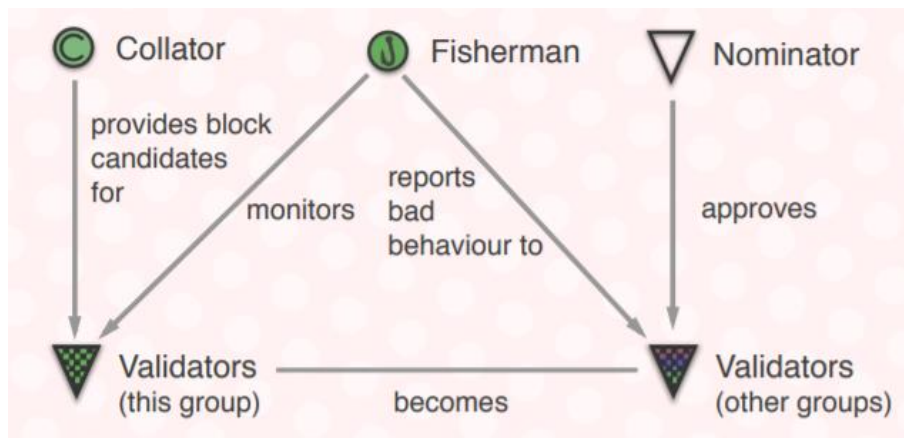 Collator
Fisherman
Nominator
provides block
candidates
for
monitors
reports
bad
behaviour to
approves
Validators
(this group)
becomes
Validators
(other groups)